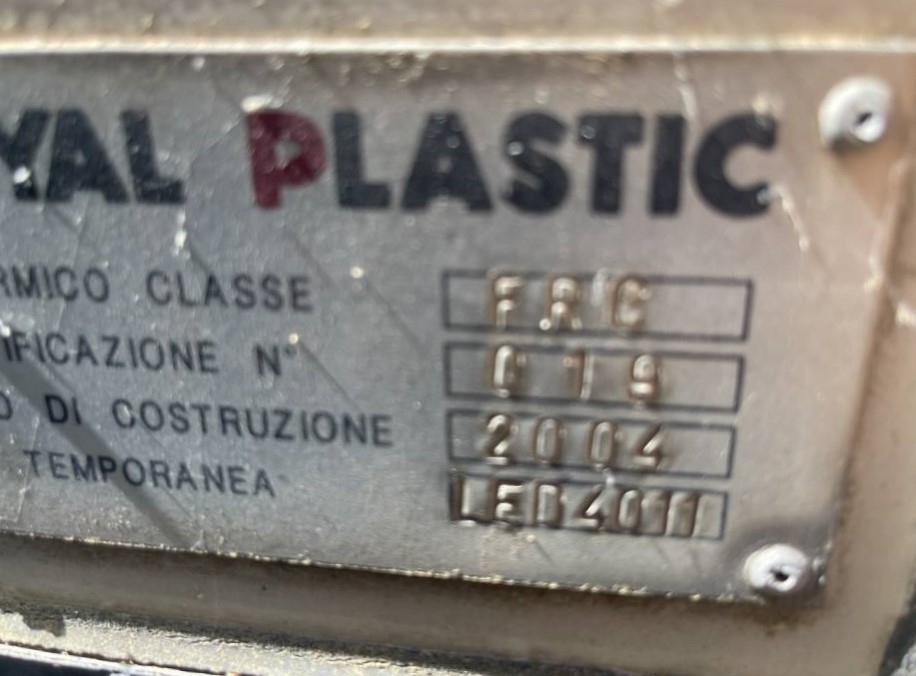 YAL PLASTIC
RMICO CLASSE FRC
IFICAZIONE N° 019
O DI COSTRUZIONE 2004
TEMPORANEA